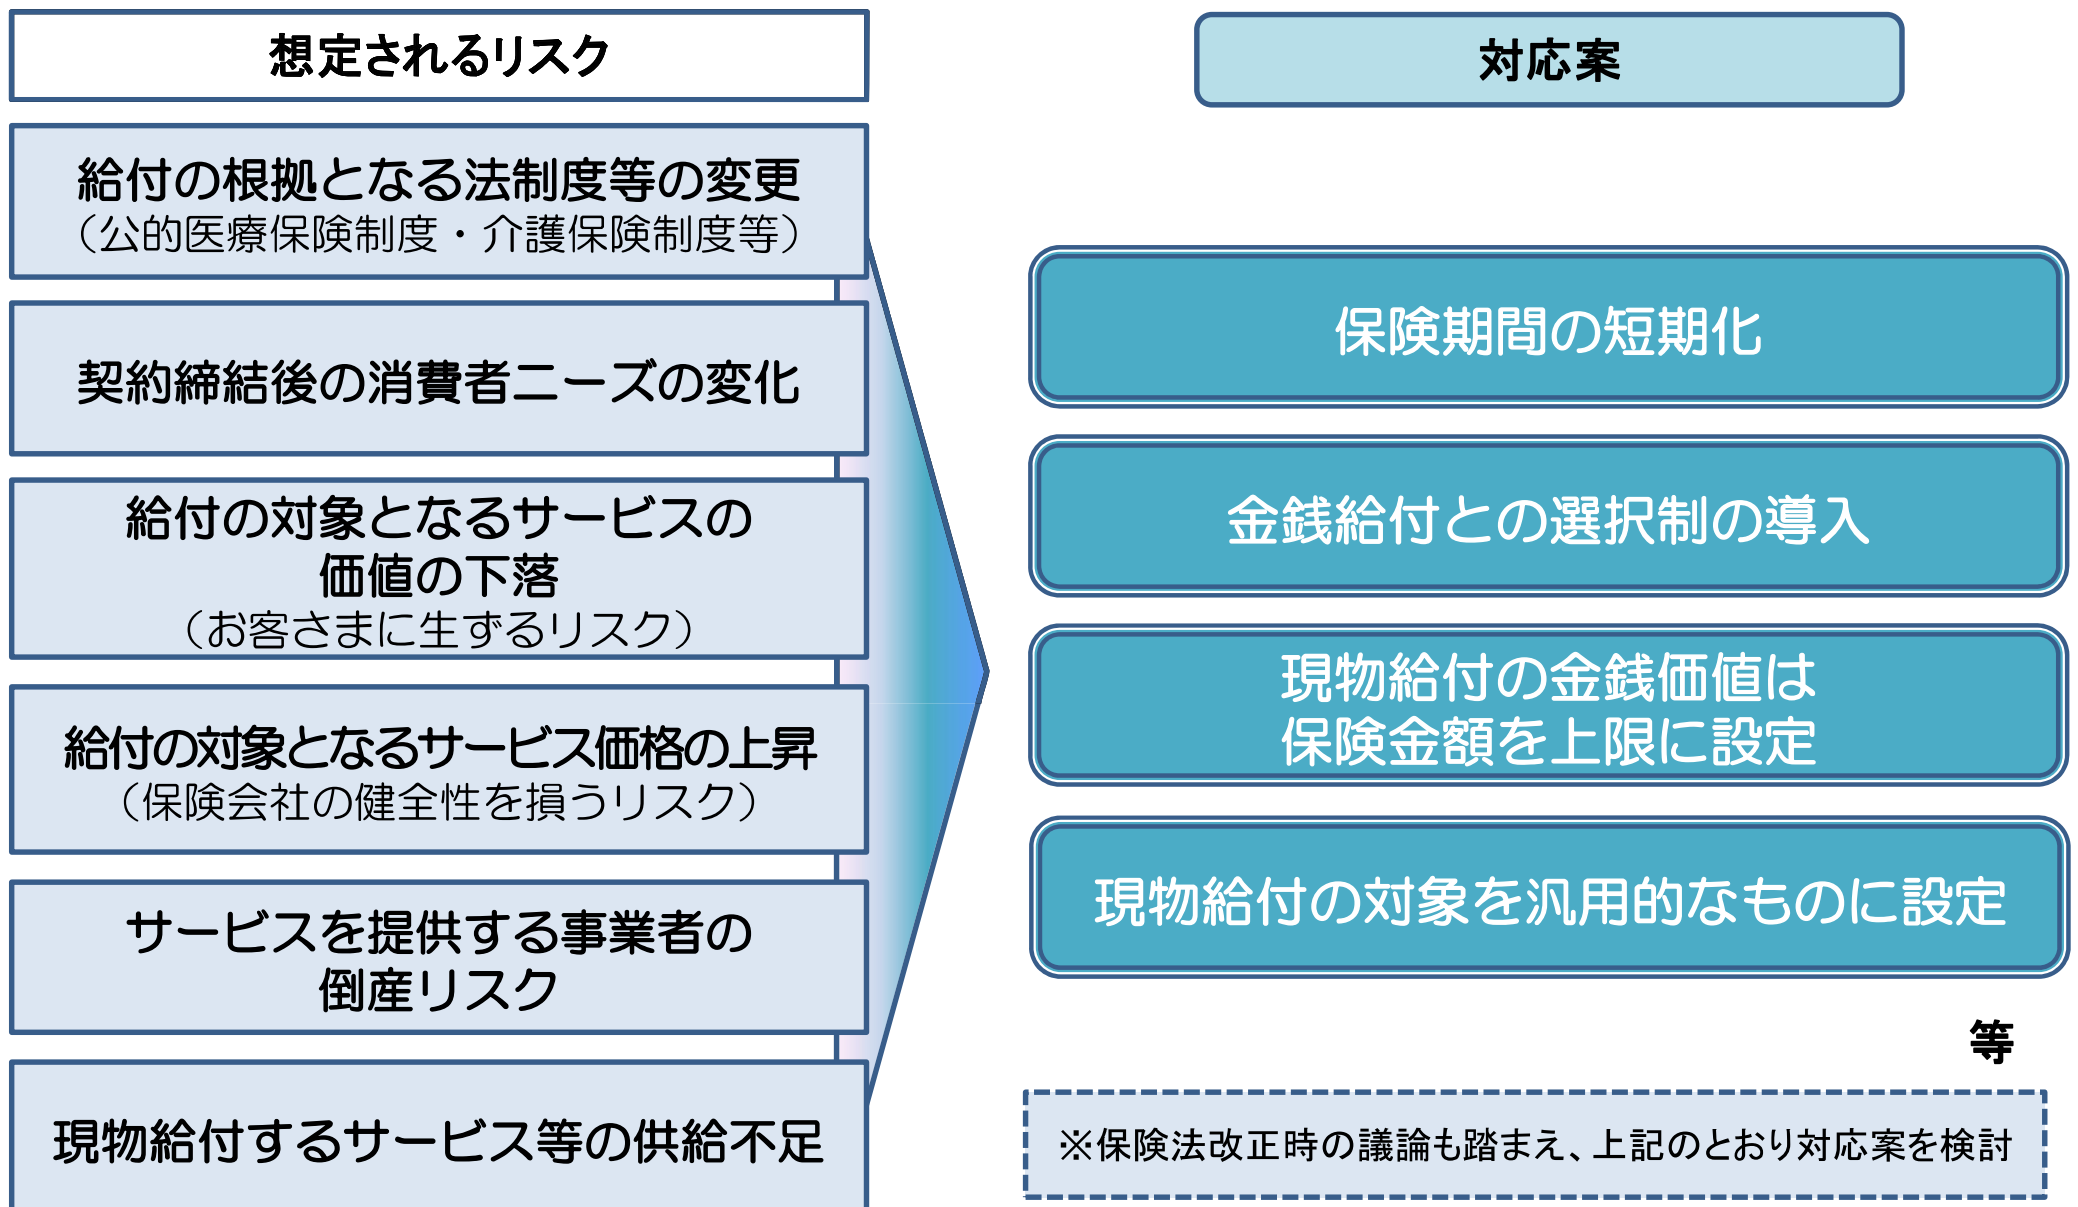 想定されるリスク
給付の根拠となる法制度等の変更
（公的医療保険制度・介護保険制度等）
契約締結後の消費者ニーズの変化
給付の対象となるサービスの
価値の下落
（お客さまに生ずるリスク）
給付の対象となるサービス価格の上昇
（保険会社の健全性を損うリスク）
サービスを提供する事業者の
倒産リスク
現物給付するサービス等の供給不足
対応案
保険期間の短期化
金銭給付との選択制の導入
現物給付の金銭価値は
保険金額を上限に設定
現物給付の対象を汎用的なものに設定
等
※保険法改正時の議論も踏まえ、上記のとおり対応案を検討